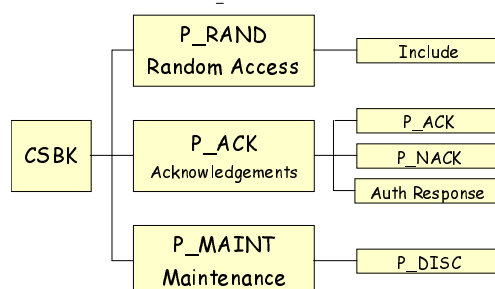 P_RAND
Random Access
Include
CSBK
P_ACK
Acknowledgements
P_ACK
P_NACK
Auth Response
P_MAINT
Maintenance
P_DISC